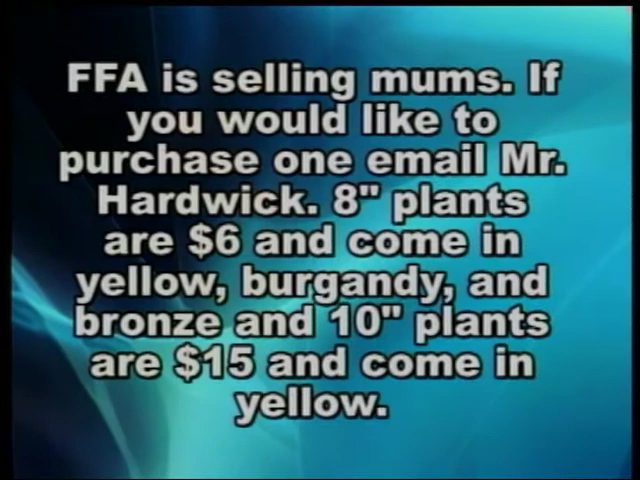 FFA is selling mums. If
you would like to
purchase one email Mr.
Hardwick. 8" plants
are $6 and come in
yellow, burgandy, and
bronze and 10" plants
are $15 and come in
yellow.